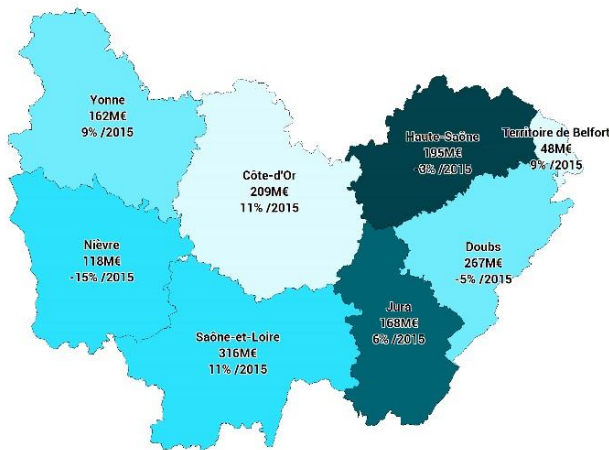 Yonne
162M€
9% /2015
Haute-Saône
195M€
-3% /2015
Territoire de Belfort
48M€
9% /2015
Côte-d'Or
209M€
11% /2015
Nièvre
118M€
-15% /2015
Doubs
267M€
-5% /2015
Jura
168M€
6% /2015
Saône-et-Loire
316M€
11% /2015